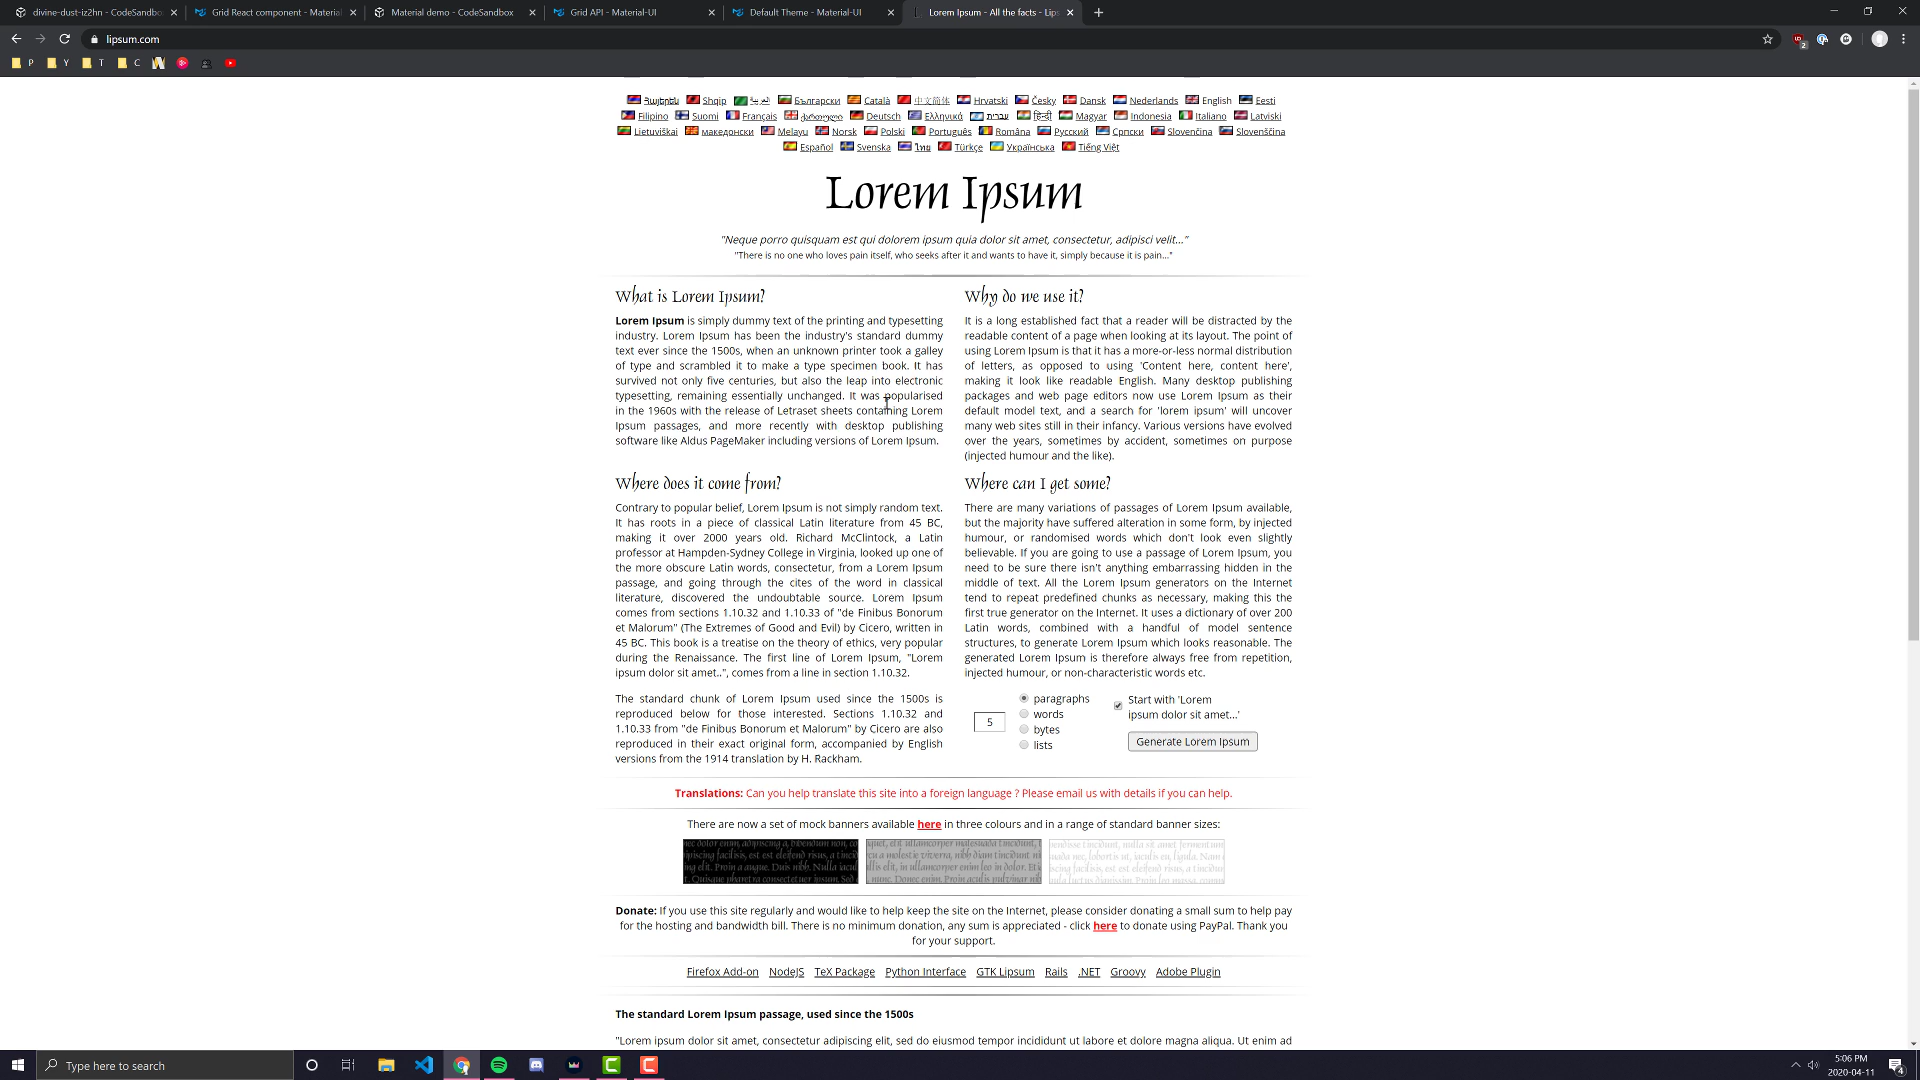 divine-dust-iz2hn - CodeSandbo
Grid React component - Material
Material demo - CodeSandbox
Grid API - Material-UI
Default Theme - Material-UI
Lorem Ipsum - All the facts - Lip
lipsum.com
P Y T C
Հայերեն Shqip العربية Български Català 中文简体 Hrvatski Česky Dansk Nederlands English Eesti
Filipino Suomi Français ქართული Deutsch Ελληνικά עברית हिन्दी Magyar Indonesia Italiano Latviski
Lietuviškai македонски Melayu Norsk Polski Português Româna Русский Српски Slovenčina Slovenščina
Español Svenska ไทย Türkçe Українська Tiếng Việt
Lorem Ipsum
"Neque porro quisquam est qui dolorem ipsum quia dolor sit amet, consectetur, adipisci velit..."
"There is no one who loves pain itself, who seeks after it and wants to have it, simply because it is pain..."
What is Lorem Ipsum?
Lorem Ipsum is simply dummy text of the printing and typesetting
industry. Lorem Ipsum has been the industry's standard dummy
text ever since the 1500s, when an unknown printer took a galley
of type and scrambled it to make a type specimen book. It has
survived not only five centuries, but also the leap into electronic
typesetting, remaining essentially unchanged. It was popularised
in the 1960s with the release of Letraset sheets containing Lorem
Ipsum passages, and more recently with desktop publishing
software like Aldus PageMaker including versions of Lorem Ipsum.
Why do we use it?
It is a long established fact that a reader will be distracted by the
readable content of a page when looking at its layout. The point of
using Lorem Ipsum is that it has a more-or-less normal distribution
of letters, as opposed to using 'Content here, content here',
making it look like readable English. Many desktop publishing
packages and web page editors now use Lorem Ipsum as their
default model text, and a search for 'lorem ipsum' will uncover
many web sites still in their infancy. Various versions have evolved
over the years, sometimes by accident, sometimes on purpose
(injected humour and the like).
Where does it come from?
Contrary to popular belief, Lorem Ipsum is not simply random text.
It has roots in a piece of classical Latin literature from 45 BC,
making it over 2000 years old. Richard McClintock, a Latin
professor at Hampden-Sydney College in Virginia, looked up one of
the more obscure Latin words, consectetur, from a Lorem Ipsum
passage, and going through the cites of the word in classical
literature, discovered the undoubtable source. Lorem Ipsum
comes from sections 1.10.32 and 1.10.33 of "de Finibus Bonorum
et Malorum" (The Extremes of Good and Evil) by Cicero, written in
45 BC. This book is a treatise on the theory of ethics, very popular
during the Renaissance. The first line of Lorem Ipsum, "Lorem
ipsum dolor sit amet..", comes from a line in section 1.10.32.
The standard chunk of Lorem Ipsum used since the 1500s is
reproduced below for those interested. Sections 1.10.32 and
1.10.33 from "de Finibus Bonorum et Malorum" by Cicero are also
reproduced in their exact original form, accompanied by English
versions from the 1914 translation by H. Rackham.
Where can I get some?
There are many variations of passages of Lorem Ipsum available,
but the majority have suffered alteration in some form, by injected
humour, or randomised words which don't look even slightly
believable. If you are going to use a passage of Lorem Ipsum, you
need to be sure there isn't anything embarrassing hidden in the
middle of text. All the Lorem Ipsum generators on the Internet
tend to repeat predefined chunks as necessary, making this the
first true generator on the Internet. It uses a dictionary of over 200
Latin words, combined with a handful of model sentence
structures, to generate Lorem Ipsum which looks reasonable. The
generated Lorem Ipsum is therefore always free from repetition,
injected humour, or non-characteristic words etc.
5
paragraphs
words
bytes
lists
Start with 'Lorem
ipsum dolor sit amet...'
Generate Lorem Ipsum
Translations: Can you help translate this site into a foreign language ? Please email us with details if you can help.
There are now a set of mock banners available here in three colours and in a range of standard banner sizes:
Donate: If you use this site regularly and would like to help keep the site on the Internet, please consider donating a small sum to help pay
for the hosting and bandwidth bill. There is no minimum donation, any sum is appreciated - click here to donate using PayPal. Thank you
for your support.
Firefox Add-on NodeJS TeX Package Python Interface GTK Lipsum Rails .NET Groovy Adobe Plugin
The standard Lorem Ipsum passage, used since the 1500s
"Lorem ipsum dolor sit amet, consectetur adipiscing elit, sed do eiusmod tempor incididunt ut labore et dolore magna aliqua. Ut enim ad
Type here to search
5:06 PM
2020-04-11
4